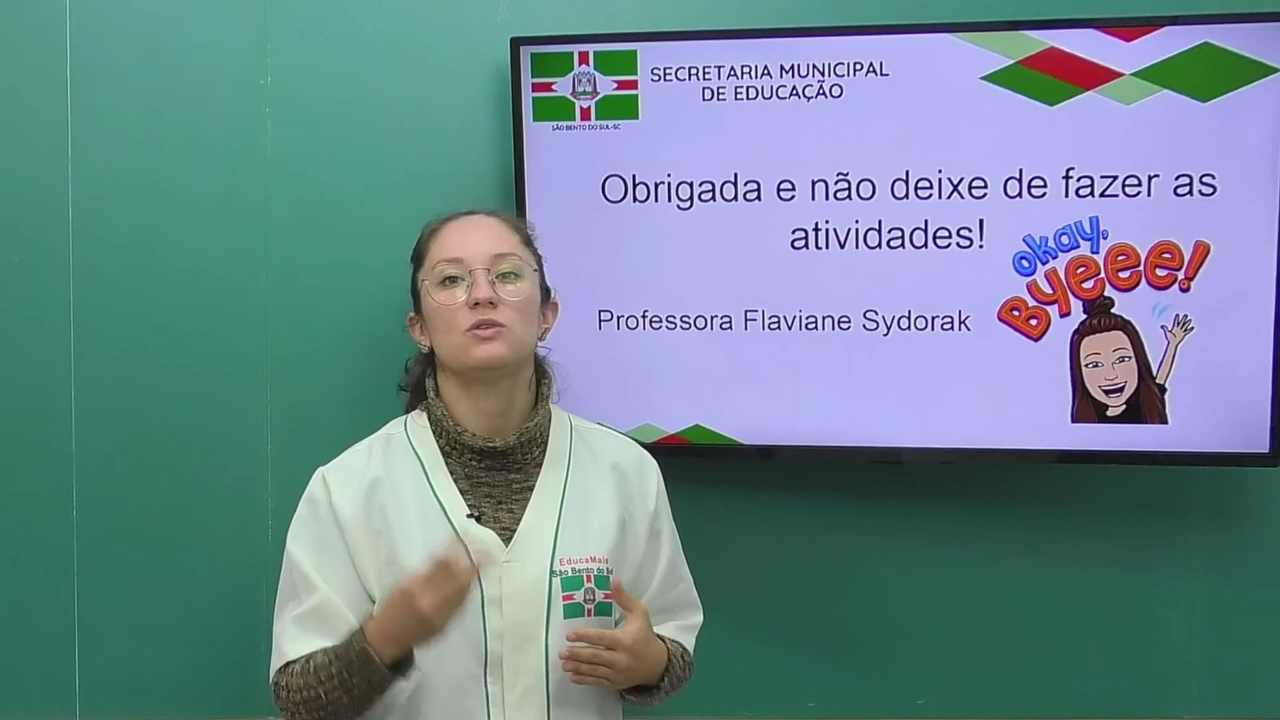 SECRETARIA MUNICIPAL
DE EDUCAÇÃO
SÃO BENTO DO SUL-SC
Obrigada e não deixe de fazer as
atividades!
okay,
Byeee!
Professora Flaviane Sydorak
EducaMais
São Bento do Sul